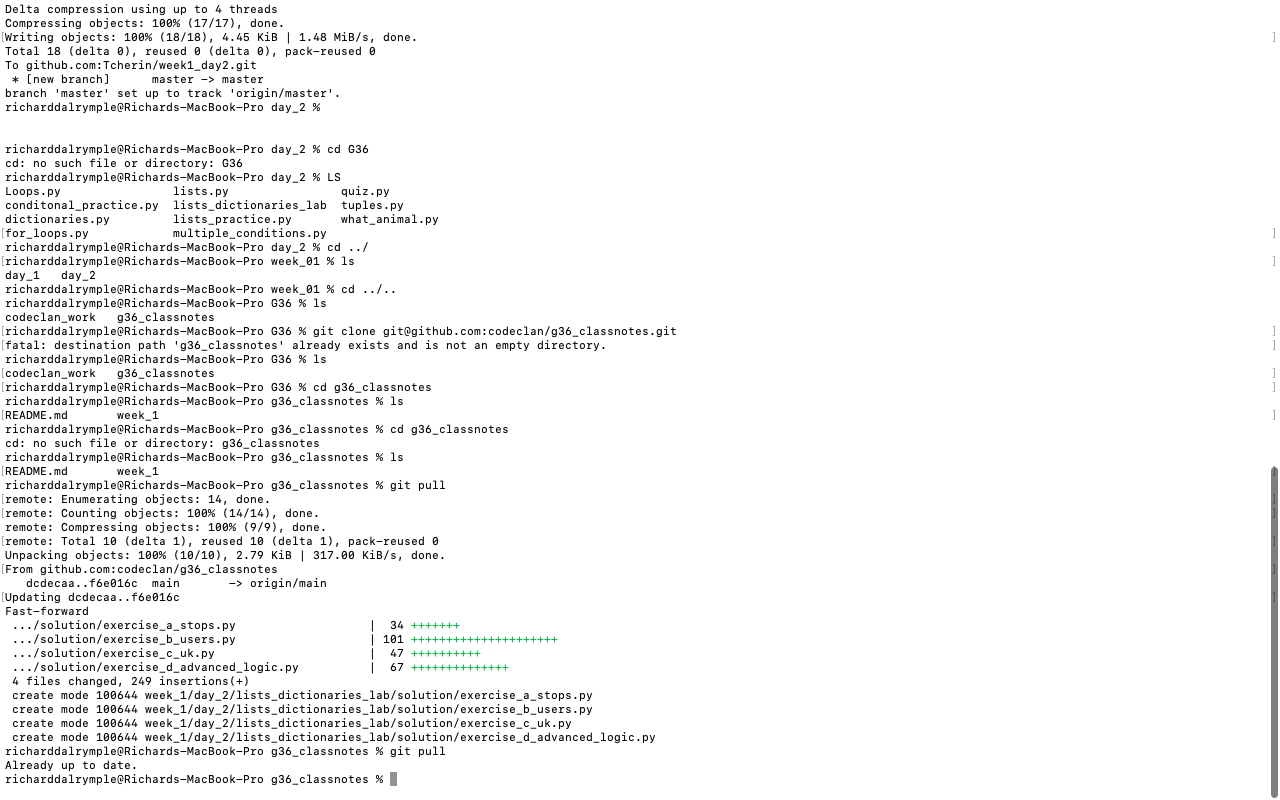 Delta compression using up to 4 threads
Compressing objects: 100% (17/17), done.
[Writing objects: 100% (18/18), 4.45 KiB | 1.48 MiB/s, done. ]
Total 18 (delta 0), reused 0 (delta 0), pack-reused 0
To github.com:Tcherin/week1_day2.git
 * [new branch]      master -> master
branch 'master' set up to track 'origin/master'.
richarddalrymple@Richards-MacBook-Pro day_2 %
richarddalrymple@Richards-MacBook-Pro day_2 % cd G36
cd: no such file or directory: G36
richarddalrymple@Richards-MacBook-Pro day_2 % LS
Loops.py                lists.py                quiz.py
conditonal_practice.py  lists_dictionaries_lab  tuples.py
dictionaries.py         lists_practice.py       what_animal.py
[for_loops.py            multiple_conditions.py ]
richarddalrymple@Richards-MacBook-Pro day_2 % cd ../
[richarddalrymple@Richards-MacBook-Pro week_01 % ls ]
day_1   day_2
richarddalrymple@Richards-MacBook-Pro week_01 % cd ../..
richarddalrymple@Richards-MacBook-Pro G36 % ls
codeclan_work   g36_classnotes
[richarddalrymple@Richards-MacBook-Pro G36 % git clone git@github.com:codeclan/g36_classnotes.git ]
[fatal: destination path 'g36_classnotes' already exists and is not an empty directory. ]
richarddalrymple@Richards-MacBook-Pro G36 % ls
[codeclan_work   g36_classnotes ]
[richarddalrymple@Richards-MacBook-Pro G36 % cd g36_classnotes ]
richarddalrymple@Richards-MacBook-Pro g36_classnotes % ls
[README.md       week_1 ]
richarddalrymple@Richards-MacBook-Pro g36_classnotes % cd g36_classnotes
cd: no such file or directory: g36_classnotes
richarddalrymple@Richards-MacBook-Pro g36_classnotes % ls
[README.md       week_1 ]
richarddalrymple@Richards-MacBook-Pro g36_classnotes % git pull
[remote: Enumerating objects: 14, done. ]
[remote: Counting objects: 100% (14/14), done. ]
remote: Compressing objects: 100% (9/9), done.
[remote: Total 10 (delta 1), reused 10 (delta 1), pack-reused 0 ]
Unpacking objects: 100% (10/10), 2.79 KiB | 317.00 KiB/s, done.
[From github.com:codeclan/g36_classnotes ]
   dcdecaa..f6e016c  main       -> origin/main
[Updating dcdecaa..f6e016c ]
Fast-forward
 .../solution/exercise_a_stops.py                   |  34 +++++++
 .../solution/exercise_b_users.py                   | 101 +++++++++++++++++++++
 .../solution/exercise_c_uk.py                      |  47 ++++++++++
 .../solution/exercise_d_advanced_logic.py          |  67 ++++++++++++++
 4 files changed, 249 insertions(+)
 create mode 100644 week_1/day_2/lists_dictionaries_lab/solution/exercise_a_stops.py
 create mode 100644 week_1/day_2/lists_dictionaries_lab/solution/exercise_b_users.py
 create mode 100644 week_1/day_2/lists_dictionaries_lab/solution/exercise_c_uk.py
 create mode 100644 week_1/day_2/lists_dictionaries_lab/solution/exercise_d_advanced_logic.py
richarddalrymple@Richards-MacBook-Pro g36_classnotes % git pull
Already up to date.
richarddalrymple@Richards-MacBook-Pro g36_classnotes %